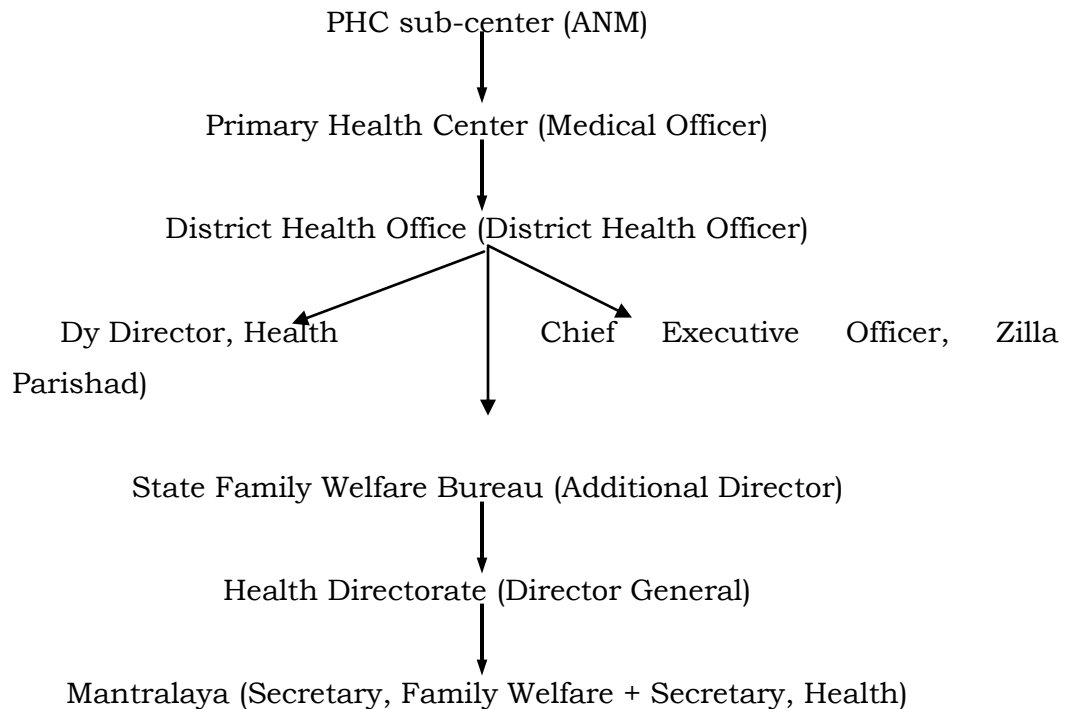 PHC sub-center (ANM)
Primary Health Center (Medical Officer)
District Health Office (District Health Officer)
Dy Director, Health Chief Executive Officer, Zilla
Parishad)
State Family Welfare Bureau (Additional Director)
Health Directorate (Director General)
Mantralaya (Secretary, Family Welfare + Secretary, Health)